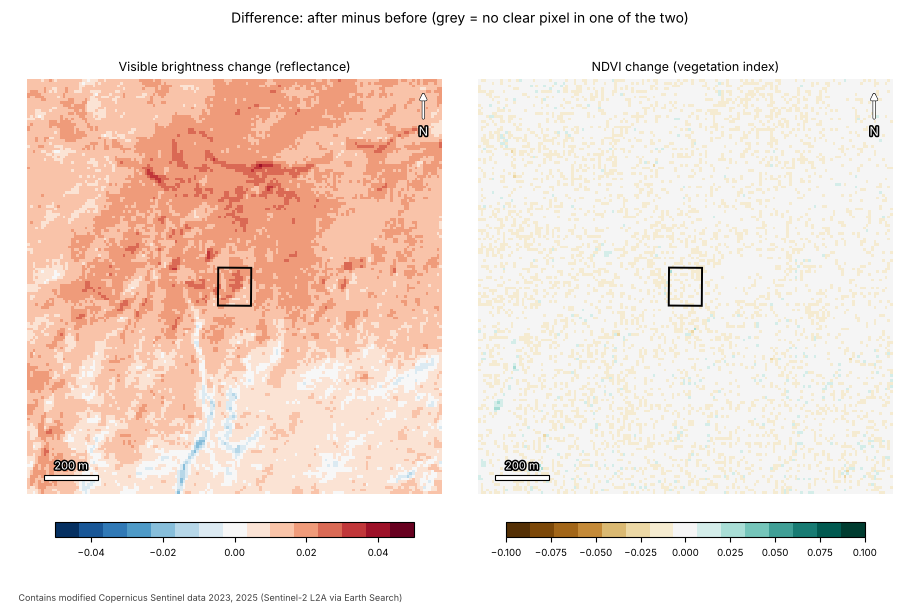 Difference: after minus before (grey = no clear pixel in one of the two)
Visible brightness change (reflectance)
NDVI change (vegetation index)
N
N
200 m
200 m
−0.04 −0.02 0.00 0.02 0.04
−0.100 −0.075 −0.050 −0.025 0.000 0.025 0.050 0.075 0.100
Contains modified Copernicus Sentinel data 2023, 2025 (Sentinel-2 L2A via Earth Search)